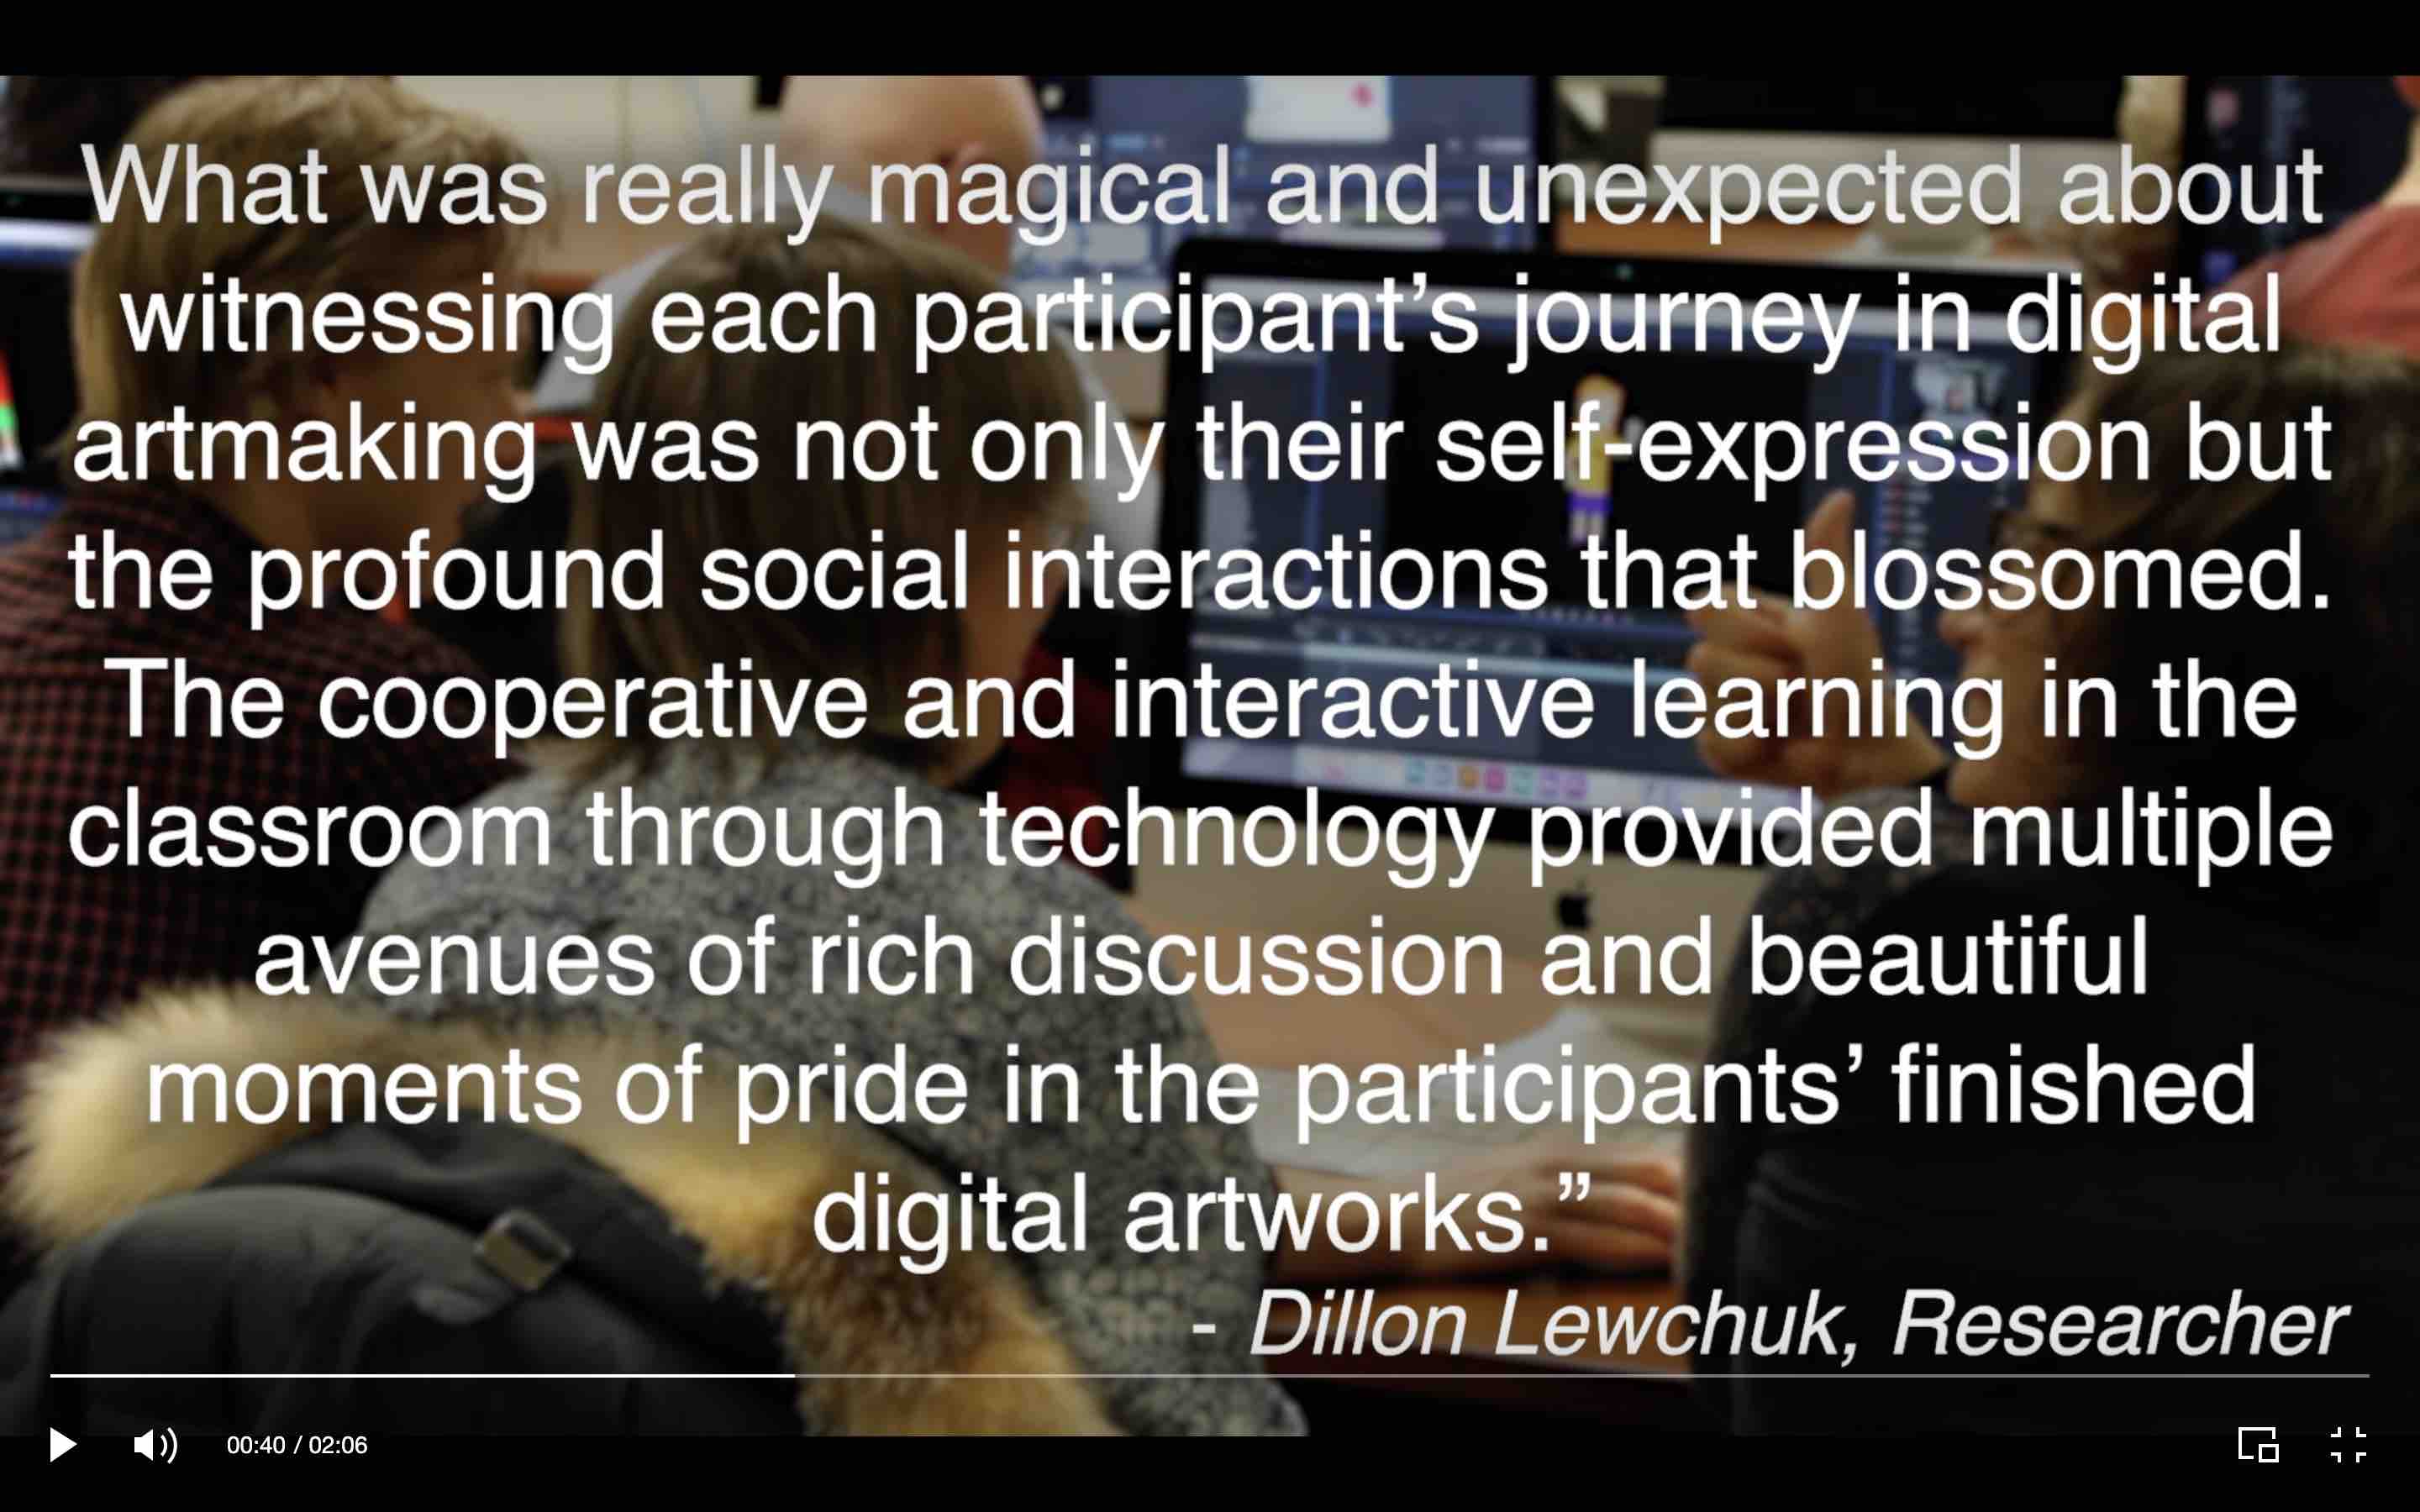 What was really magical and unexpected about
witnessing each participant’s journey in digital
artmaking was not only their self-expression but
the profound social interactions that blossomed.
The cooperative and interactive learning in the
classroom through technology provided multiple
avenues of rich discussion and beautiful
moments of pride in the participants’ finished
digital artworks.”
- Dillon Lewchuk, Researcher
00:40 / 02:06